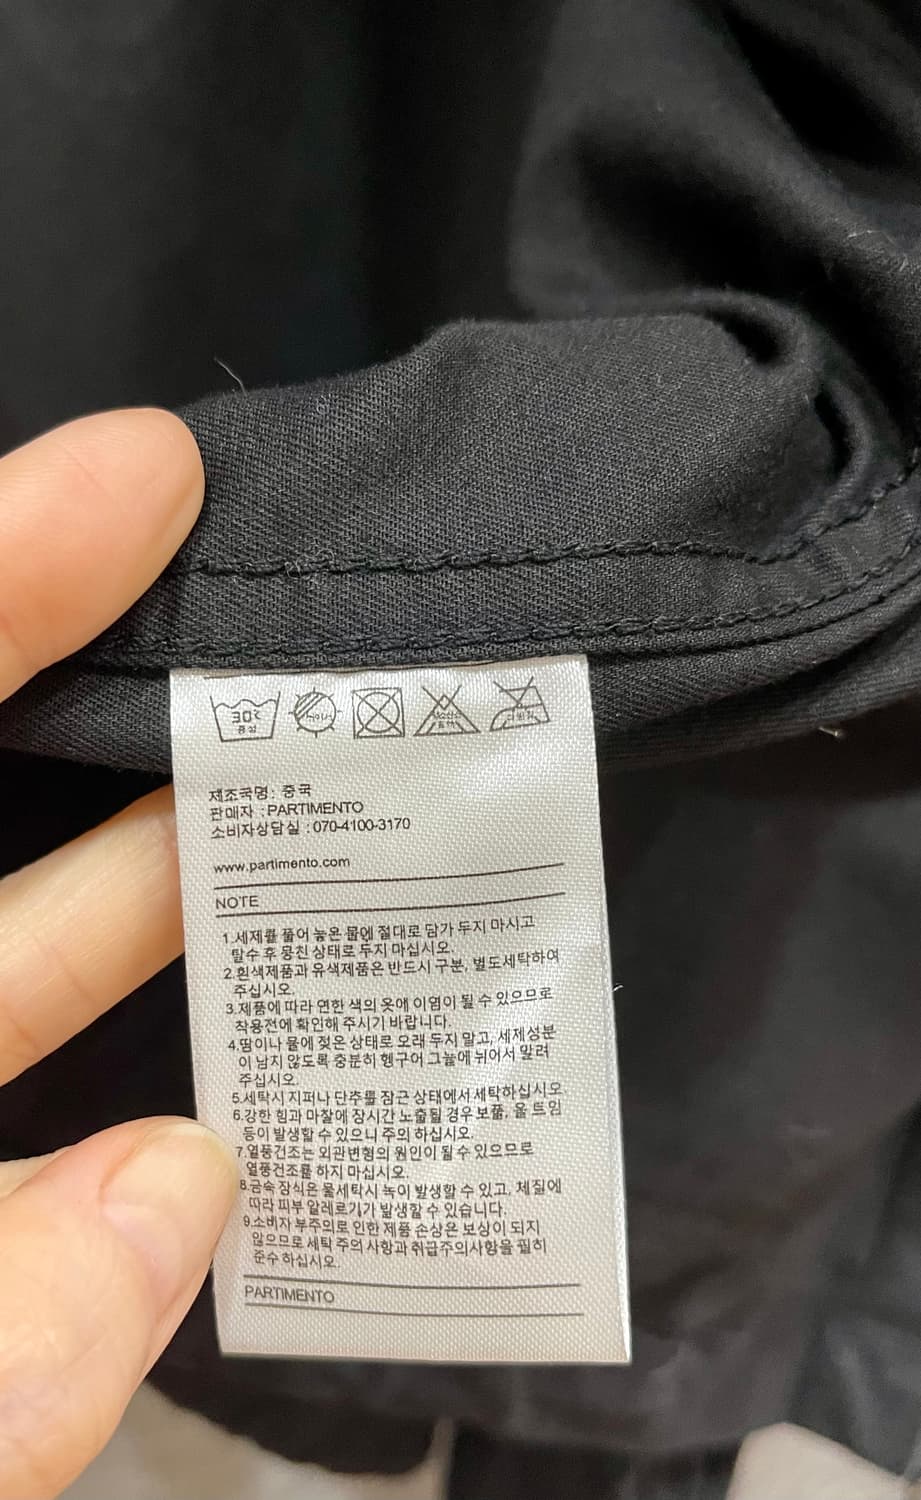 30℃
중성
제조국명: 중국
판매자 : PARTIMENTO
소비자상담실 : 070-4100-3170
www.partimento.com
NOTE
1.세제를 풀어 놓은 물에 절대로 담가 두지 마시고
탈수 후 뭉친 상태로 두지 마십시오.
2.흰색제품과 유색제품은 반드시 구분, 별도세탁하여
주십시오.
3.제품에 따라 연한 색의 옷에 이염이 될 수 있으므로
착용전에 확인해 주시기 바랍니다.
4.땀이나 물에 젖은 상태로 오래 두지 말고, 세제성분
이 남지 않도록 충분히 헹구어 그늘에 뉘어서 말려
주십시오.
5.세탁시 지퍼나 단추를 잠근 상태에서 세탁하십시오
6.강한 힘과 마찰에 장시간 노출될 경우 보풀, 올 트임
등이 발생할 수 있으니 주의 하십시오.
7.열풍건조는 외관변형의 원인이 될 수 있으므로
열풍건조를 하지 마십시오.
8.금속 장식은 물세탁시 녹이 발생할 수 있고, 체질에
따라 피부 알레르기가 발생할 수 있습니다.
9.소비자 부주의로 인한 제품 손상은 보상이 되지
않으므로 세탁 주의 사항과 취급주의사항을 필히
준수 하십시오.
PARTIMENTO